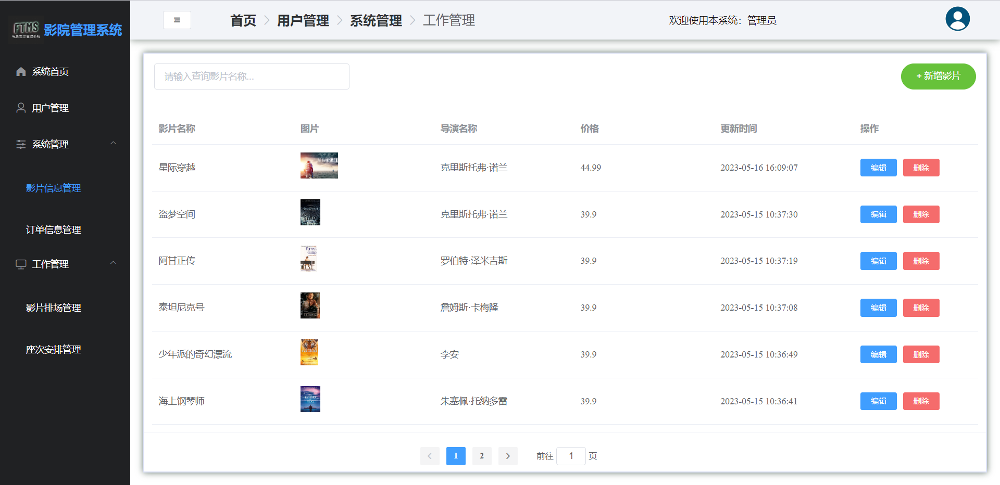 FTMS
电影售票管理系统
影院管理系统
首页 用户管理 系统管理 工作管理
欢迎使用本系统：管理员
系统首页
用户管理
系统管理
影片信息管理
订单信息管理
工作管理
影片排场管理
座次安排管理
请输入查询影片名称...
+ 新增影片
影片名称 图片 导演名称 价格 更新时间 操作
星际穿越 克里斯托弗·诺兰 44.99 2023-05-16 16:09:07 编辑 删除
盗梦空间 克里斯托弗·诺兰 39.9 2023-05-15 10:37:30 编辑 删除
阿甘正传 Forrest Gump 罗伯特·泽米吉斯 39.9 2023-05-15 10:37:19 编辑 删除
泰坦尼克号 TITANIC 詹姆斯·卡梅隆 39.9 2023-05-15 10:37:08 编辑 删除
少年派的奇幻漂流 李安 39.9 2023-05-15 10:36:49 编辑 删除
海上钢琴师 朱塞佩·托纳多雷 39.9 2023-05-15 10:36:41 编辑 删除
1 2 前往 1 页